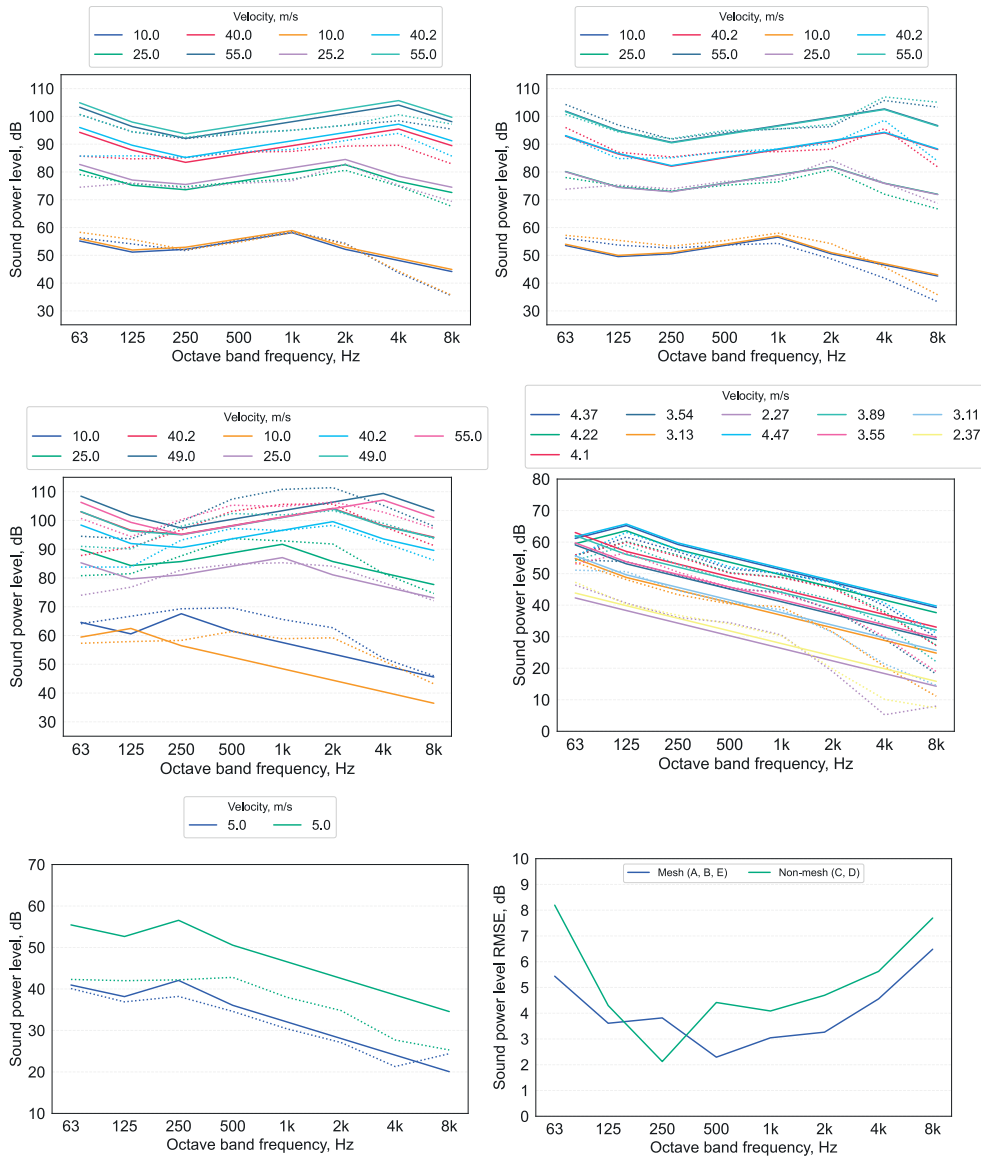 Velocity, m/s
10.0 40.0 10.0 40.2
25.0 55.0 25.2 55.0
110
100
90
80
70
60
50
40
30
Sound power level, dB
63 125 250 500 1k 2k 4k 8k
Octave band frequency, Hz
Velocity, m/s
10.0 40.2 10.0 40.2
25.0 55.0 25.0 55.0
110
100
90
80
70
60
50
40
30
Sound power level, dB
63 125 250 500 1k 2k 4k 8k
Octave band frequency, Hz
Velocity, m/s
10.0 40.2 10.0 40.2 55.0
25.0 49.0 25.0 49.0
110
100
90
80
70
60
50
40
30
Sound power level, dB
63 125 250 500 1k 2k 4k 8k
Octave band frequency, Hz
Velocity, m/s
4.37 3.54 2.27 3.89 3.11
4.22 3.13 4.47 3.55 2.37
4.1
80
70
60
50
40
30
20
10
0
Sound power level, dB
63 125 250 500 1k 2k 4k 8k
Octave band frequency, Hz
Velocity, m/s
5.0 5.0
70
60
50
40
30
20
10
Sound power level, dB
63 125 250 500 1k 2k 4k 8k
Octave band frequency, Hz
Mesh (A, B, E) Non-mesh (C, D)
10
9
8
7
6
5
4
3
2
1
0
Sound power level RMSE, dB
63 125 250 500 1k 2k 4k 8k
Octave band frequency, Hz